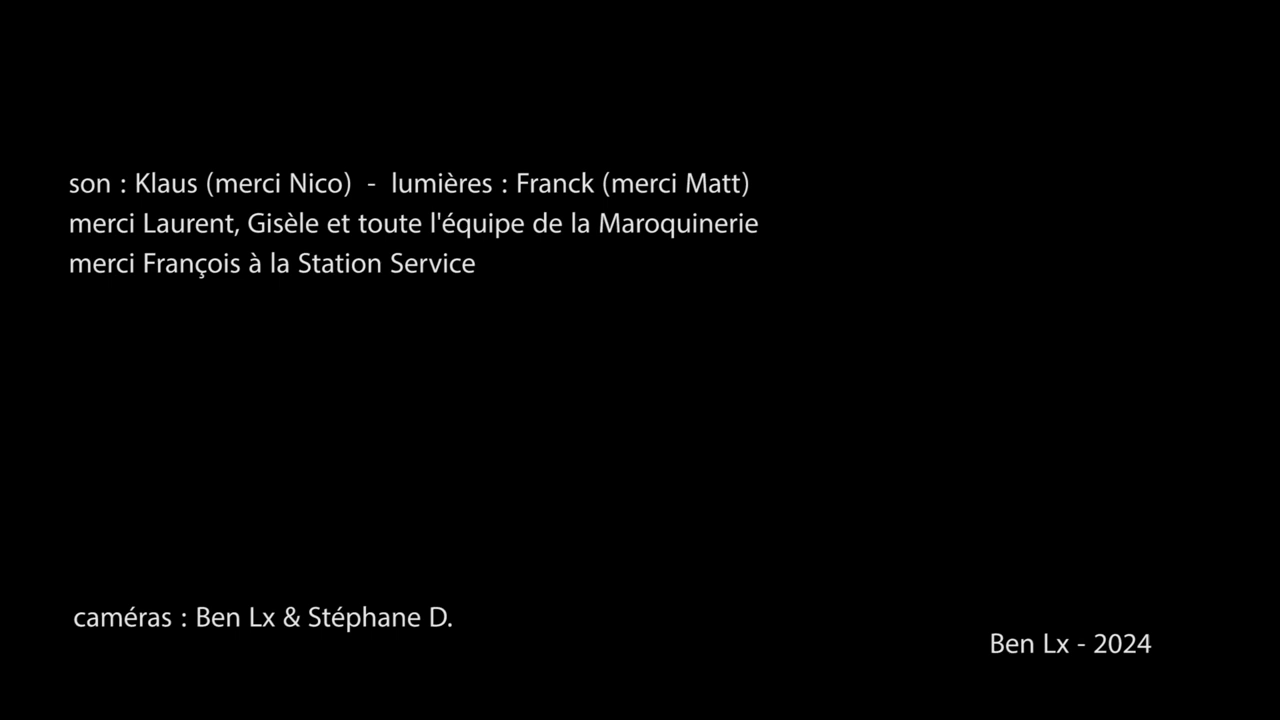 son : Klaus (merci Nico)  -  lumières : Franck (merci Matt)
merci Laurent, Gisèle et toute l'équipe de la Maroquinerie
merci François à la Station Service
caméras : Ben Lx & Stéphane D.
Ben Lx - 2024